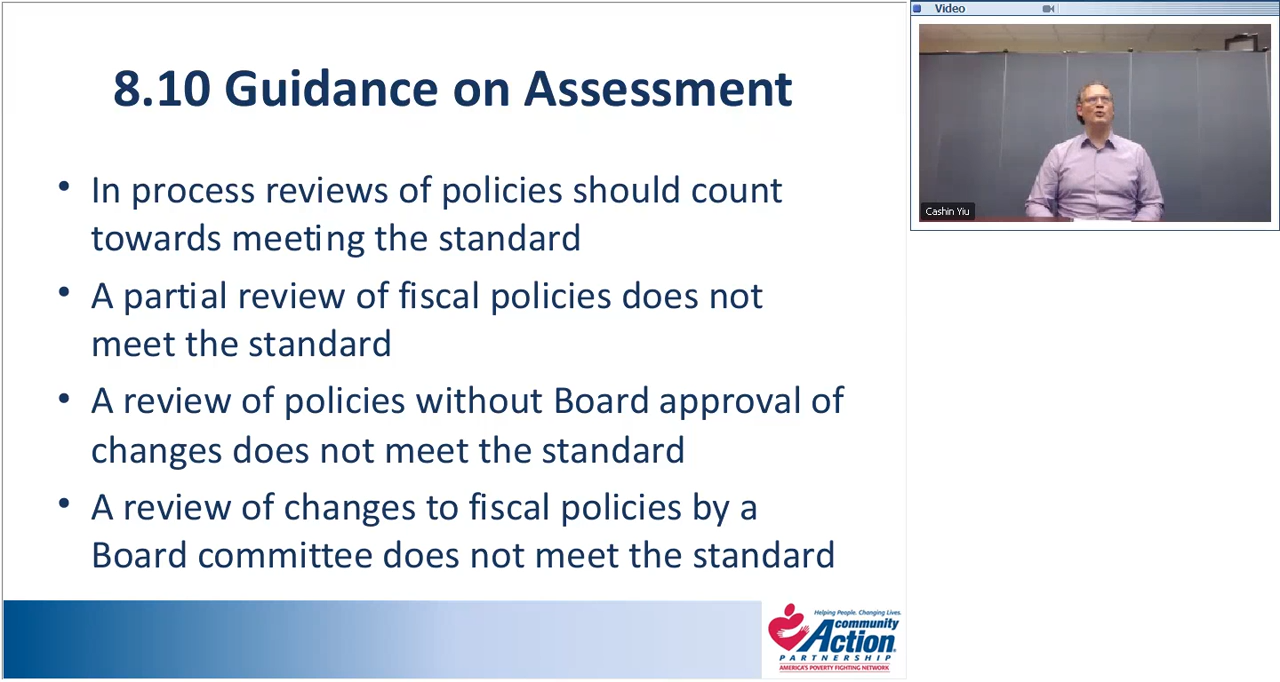 8.10 Guidance on Assessment
• In process reviews of policies should count
towards meeting the standard
• A partial review of fiscal policies does not
meet the standard
• A review of policies without Board approval of
changes does not meet the standard
• A review of changes to fiscal policies by a
Board committee does not meet the standard
Helping People. Changing Lives.
community
Action
PARTNERSHIP
AMERICA'S POVERTY FIGHTING NETWORK
Video
Cashin Yiu